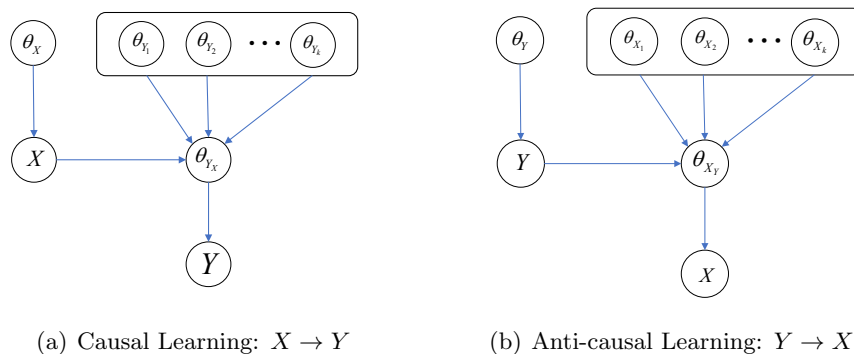 θ_X θ_{Y_1} θ_{Y_2} ⋯ θ_{Y_k}
X θ_{Y_X}
Y
(a) Causal Learning: X → Y
θ_Y θ_{X_1} θ_{X_2} ⋯ θ_{X_k}
Y θ_{X_Y}
X
(b) Anti-causal Learning: Y → X